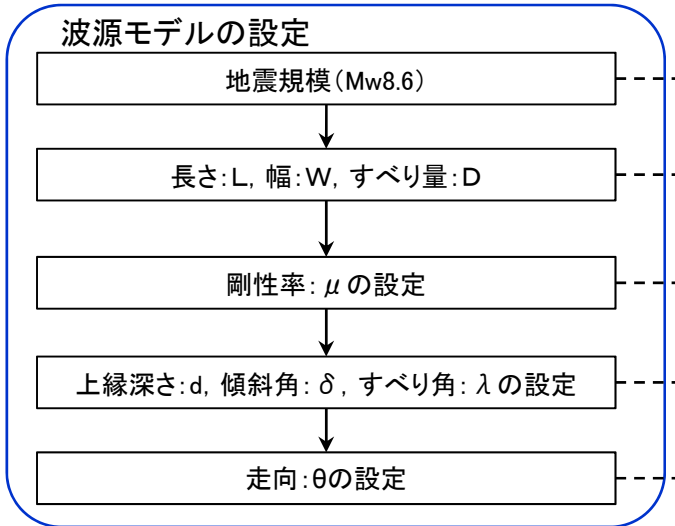 波源モデルの設定
地震規模(Mw8.6)
長さ:L, 幅:W, すべり量:D
剛性率:μの設定
上縁深さ:d, 傾斜角:δ, すべり角:λの設定
走向:θの設定